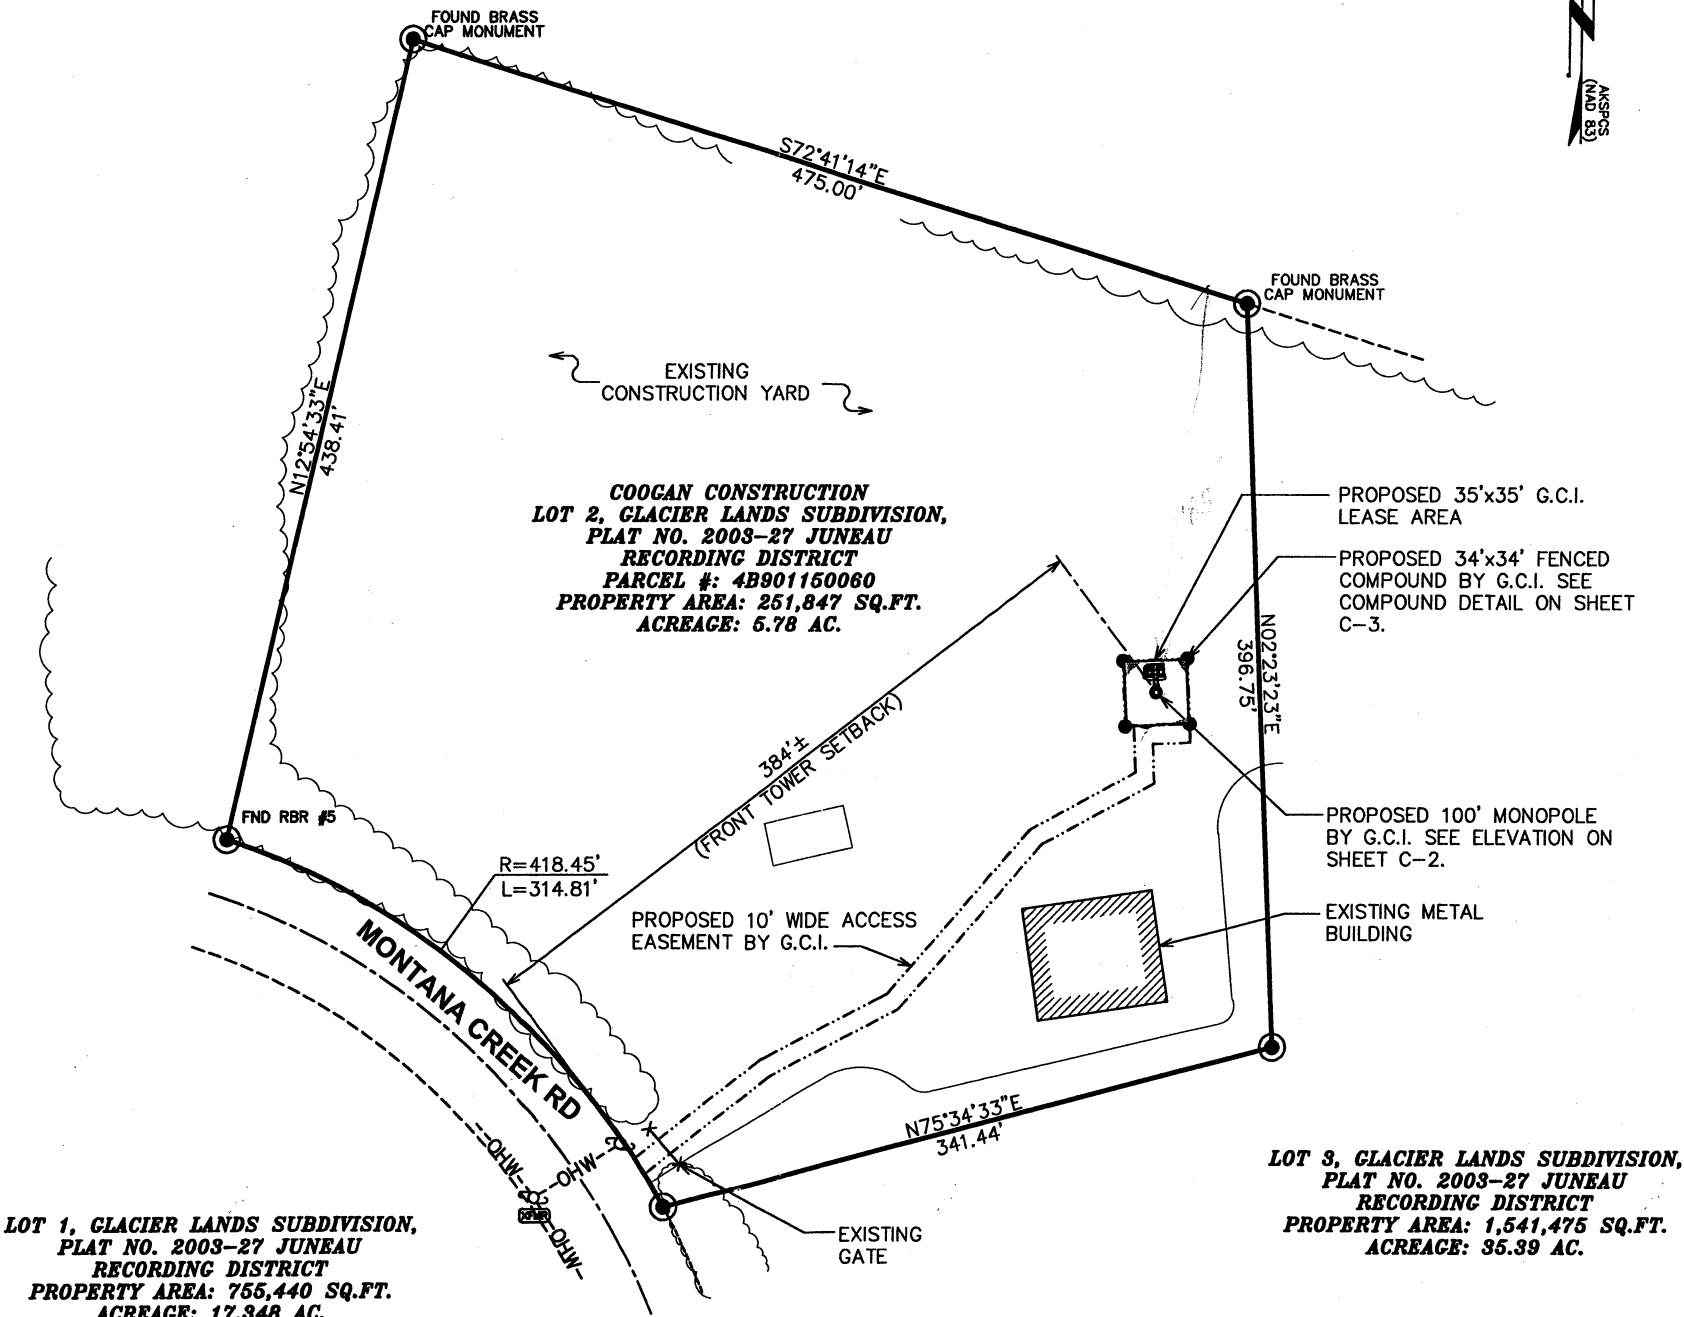 FOUND BRASS
CAP MONUMENT
AKSPCS
(NAD 83)
S72°41'14"E
475.00'
FOUND BRASS
CAP MONUMENT
EXISTING
CONSTRUCTION YARD
N12°54'33"E
438.41'
COOGAN CONSTRUCTION
LOT 2, GLACIER LANDS SUBDIVISION,
PLAT NO. 2003-27 JUNEAU
RECORDING DISTRICT
PARCEL #: 4B901150060
PROPERTY AREA: 251,847 SQ.FT.
ACREAGE: 5.78 AC.
PROPOSED 35'x35' G.C.I.
LEASE AREA
PROPOSED 34'x34' FENCED
COMPOUND BY G.C.I. SEE
COMPOUND DETAIL ON SHEET
C-3.
N02°23'23"E
396.75'
384'±
(FRONT TOWER SETBACK)
FND RBR #5
PROPOSED 100' MONOPOLE
BY G.C.I. SEE ELEVATION ON
SHEET C-2.
R=418.45'
L=314.81'
PROPOSED 10' WIDE ACCESS
EASEMENT BY G.C.I.
EXISTING METAL
BUILDING
MONTANA CREEK RD
N75°34'33"E
341.44'
OHW
OHW
XFMR
OHW
EXISTING
GATE
LOT 3, GLACIER LANDS SUBDIVISION,
PLAT NO. 2003-27 JUNEAU
RECORDING DISTRICT
PROPERTY AREA: 1,541,475 SQ.FT.
ACREAGE: 35.39 AC.
LOT 1, GLACIER LANDS SUBDIVISION,
PLAT NO. 2003-27 JUNEAU
RECORDING DISTRICT
PROPERTY AREA: 755,440 SQ.FT.
ACREAGE: 17.348 AC.